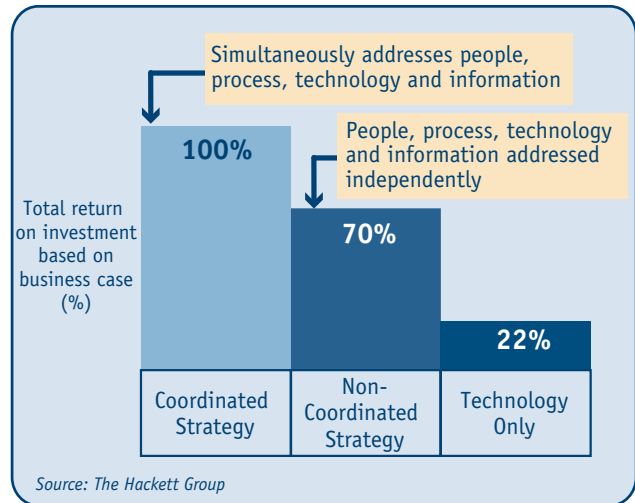 Simultaneously addresses people,
process, technology and information
People, process, technology
and information addressed
independently
100%
70%
22%
Total return
on investment
based on
business case
(%)
Coordinated
Strategy
Non-
Coordinated
Strategy
Technology
Only
Source: The Hackett Group